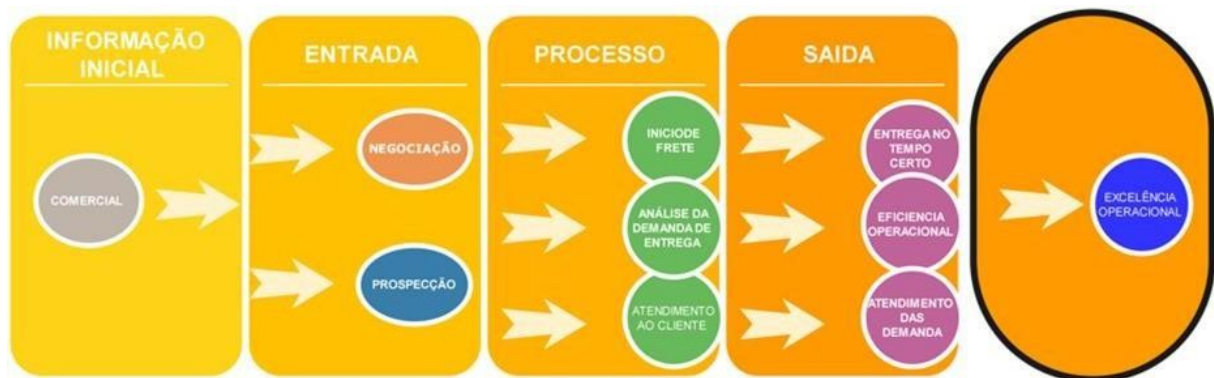 INFORMAÇÃO
INICIAL
COMERCIAL
ENTRADA
NEGOCIAÇÃO
PROSPECÇÃO
PROCESSO
INICIODE
FRETE
ANÁLISE DA
DEMANDA DE
ENTREGA
ATENDIMENTO
AO CLIENTE
SAIDA
ENTREGA NO
TEMPO
CERTO
EFICIENCIA
OPERACIONAL
ATENDIMENTO
DAS
DEMANDA
EXCELÊNCIA
OPERACIONAL